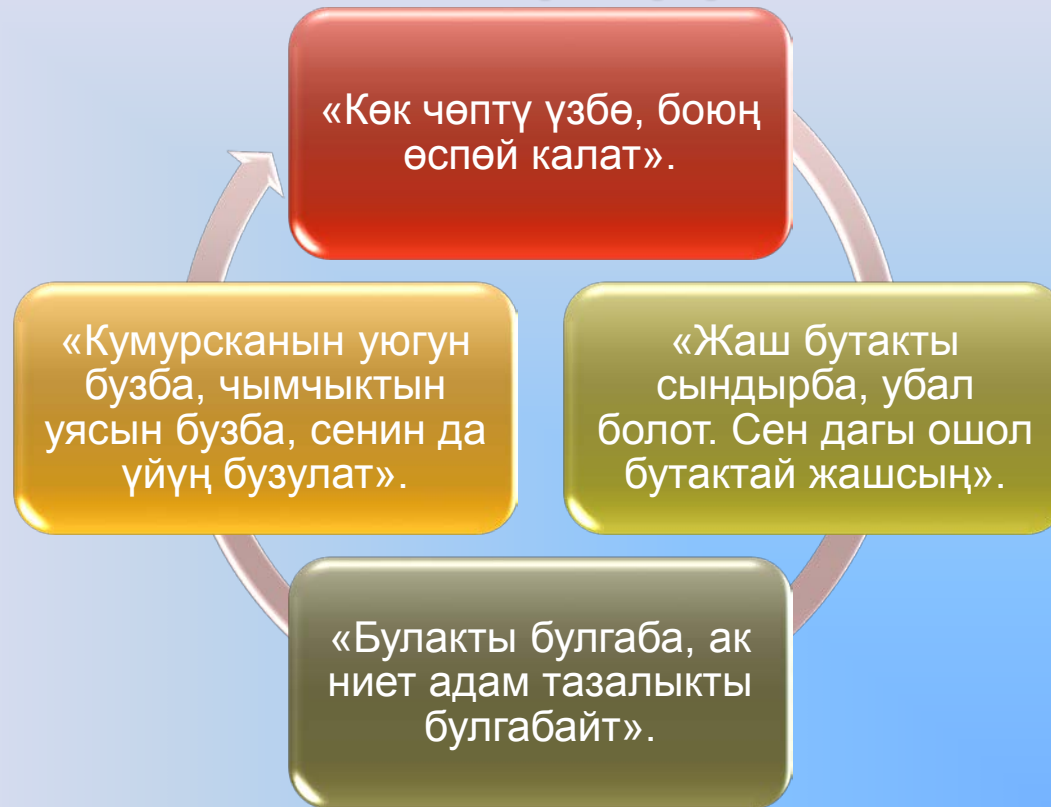 «Көк чөптү үзбө, боюң
өспөй калат».
«Жаш бутакты
сындырба, убал
болот. Сен дагы ошол
бутактай жашсың».
«Булакты булгаба, ак
ниет адам тазалыкты
булгабайт».
«Кумурсканын уюгун
бузба, чымчыктын
уясын бузба, сенин да
үйүң бузулат».